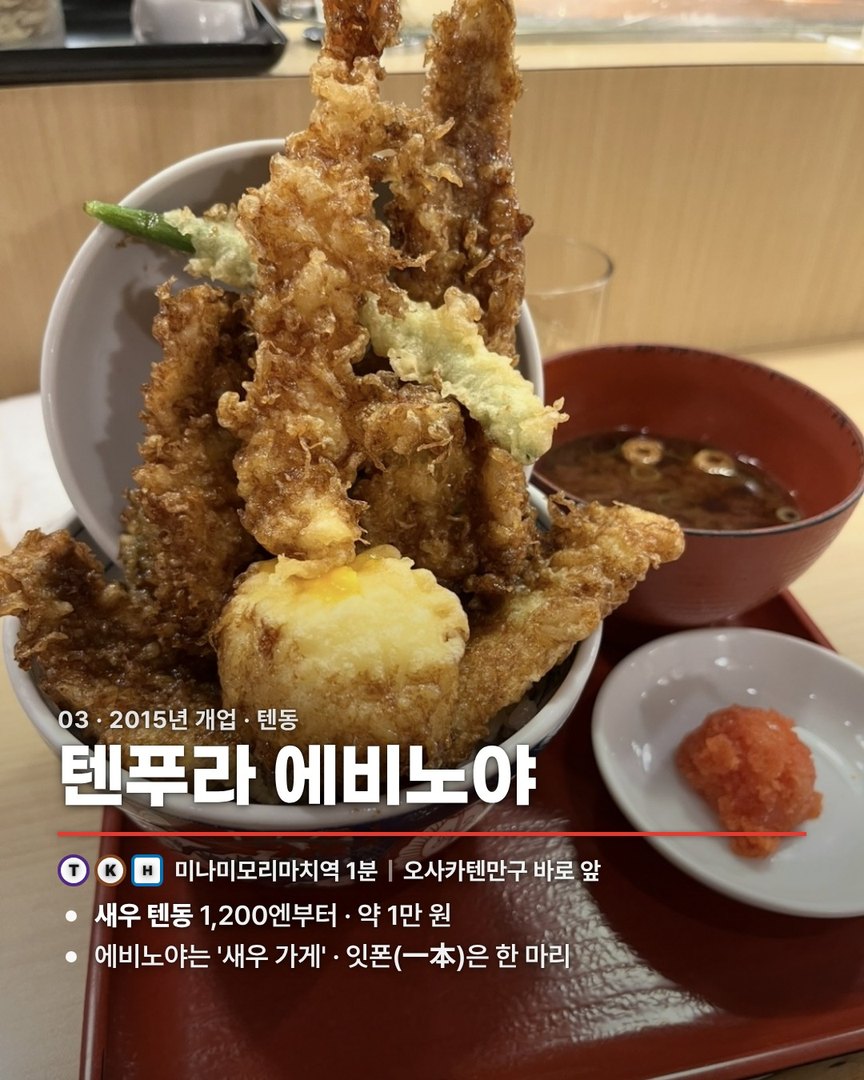 03 · 2015년 개업 · 텐동
텐푸라 에비노야
T K H 미나미모리마치역 1분 | 오사카텐만구 바로 앞
• 새우 텐동 1,200엔부터 · 약 1만 원
• 에비노야는 '새우 가게' · 잇폰(一本)은 한 마리